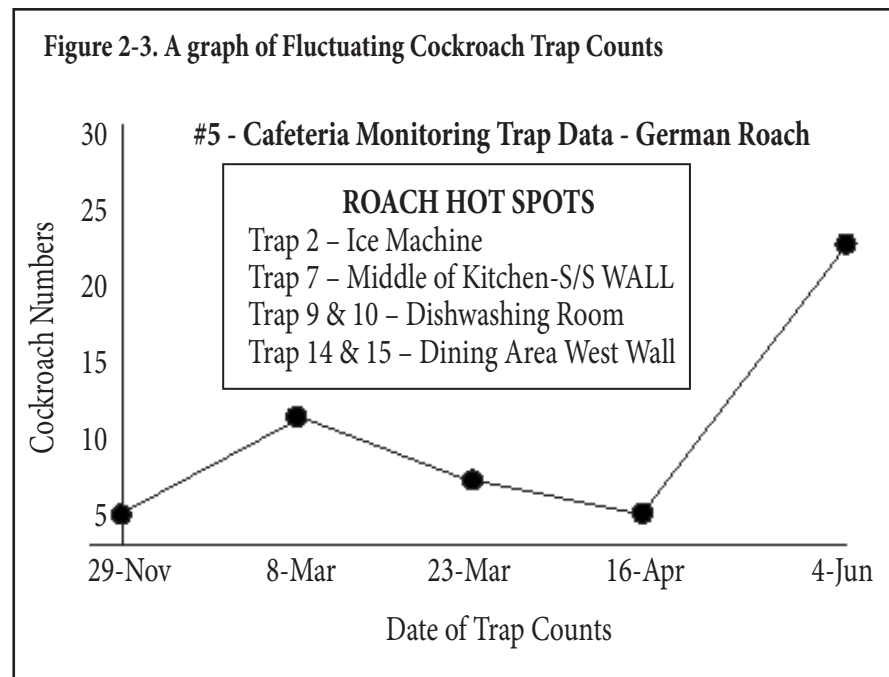 Figure 2-3. A graph of Fluctuating Cockroach Trap Counts
#5 - Cafeteria Monitoring Trap Data - German Roach
ROACH HOT SPOTS
Trap 2 – Ice Machine
Trap 7 – Middle of Kitchen-S/S WALL
Trap 9 & 10 – Dishwashing Room
Trap 14 & 15 – Dining Area West Wall
Cockroach Numbers
30
25
20
15
10
5
29-Nov 8-Mar 23-Mar 16-Apr 4-Jun
Date of Trap Counts